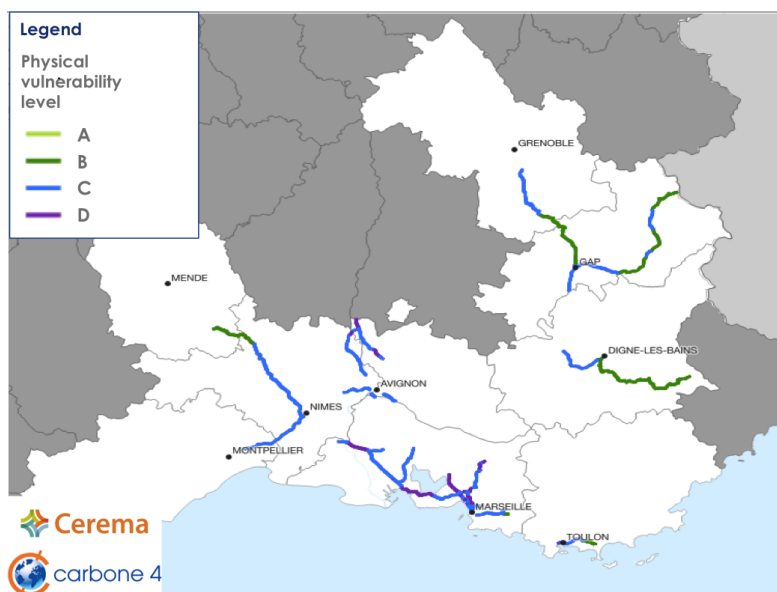 Legend
Physical
vulnerability
level
A
B
C
D
GRENOBLE
GAP
MENDE
DIGNE-LES-BAINS
AVIGNON
NIMES
MONTPELLIER
MARSEILLE
TOULON
Cerema
carbone 4